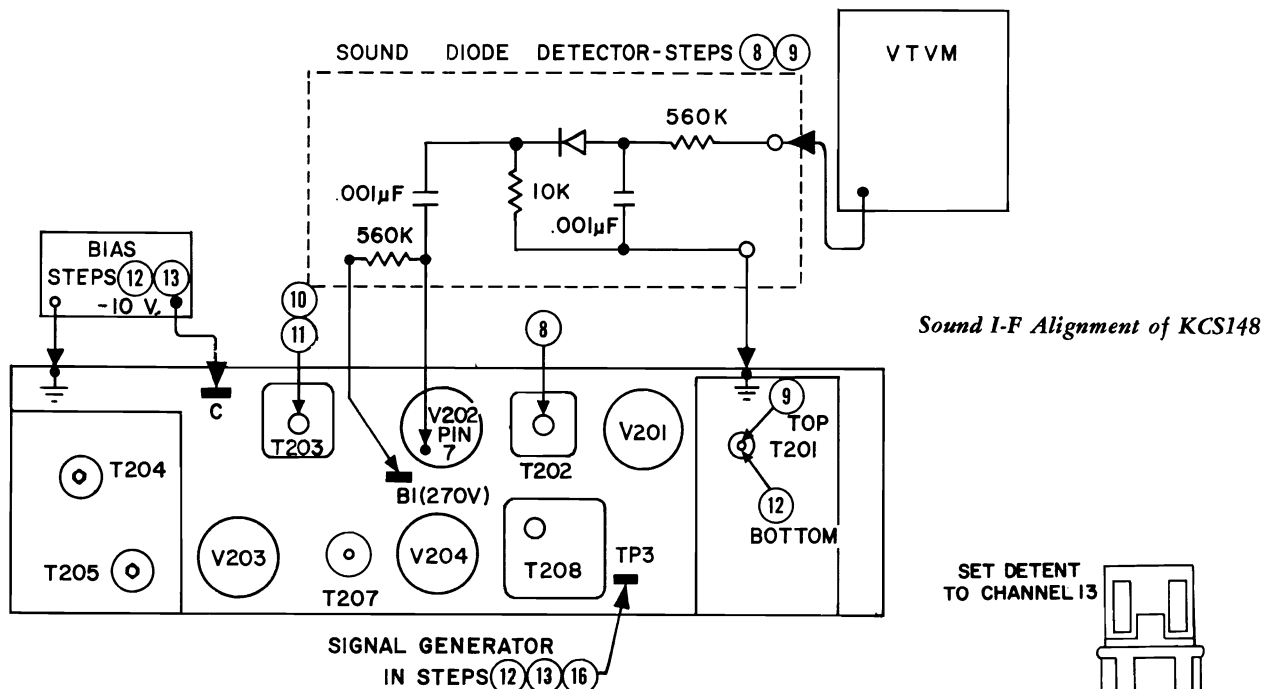 SOUND DIODE DETECTOR-STEPS 8 9
VTVM
560K
.001µF
10K
.001µF
560K
BIAS
STEPS 12 13
-10 V.
10
11
8
Sound I-F Alignment of KCS148
C
T203
V202
PIN
7
T202
V201
9
TOP
T201
T204
B1(270V)
12
BOTTOM
T205
V203
T207
V204
T208
TP3
SET DETENT
TO CHANNEL 13
SIGNAL GENERATOR
IN STEPS 12 13 16